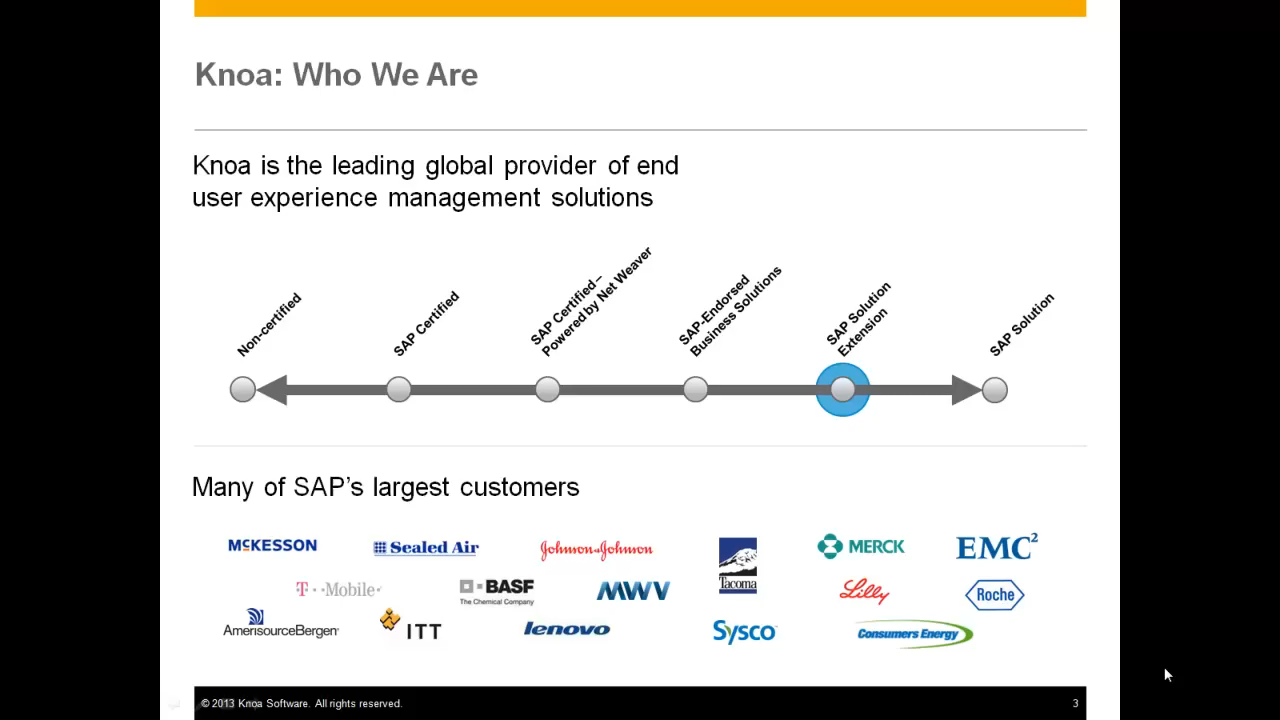 Knoa: Who We Are
Knoa is the leading global provider of end
user experience management solutions
Non-certified
SAP Certified
SAP Certified –
Powered by Net Weaver
SAP-Endorsed
Business Solutions
SAP Solution
Extension
SAP Solution
Many of SAP's largest customers
McKESSON
Sealed Air
Johnson & Johnson
Tacoma
MERCK
EMC²
T · · Mobile ·
BASF
The Chemical Company
MWV
Lilly
Roche
AmerisourceBergen
ITT
lenovo
Sysco
Consumers Energy
© 2013 Knoa Software. All rights reserved.
3